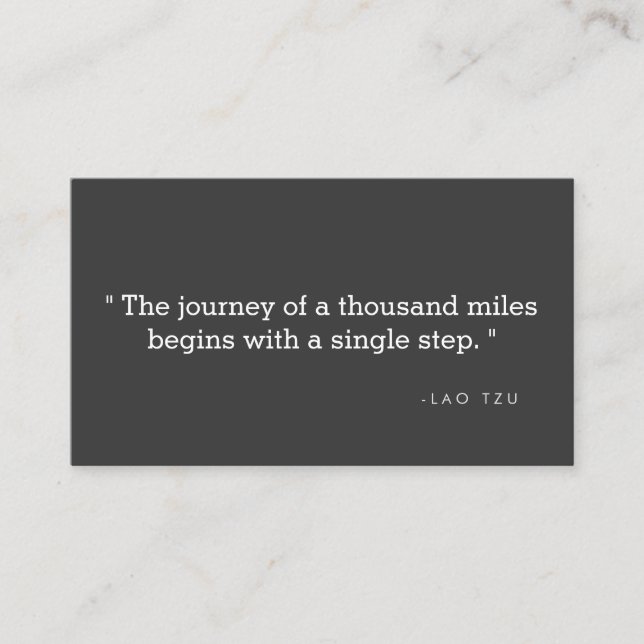 " The journey of a thousand miles
begins with a single step. "
-LAO TZU